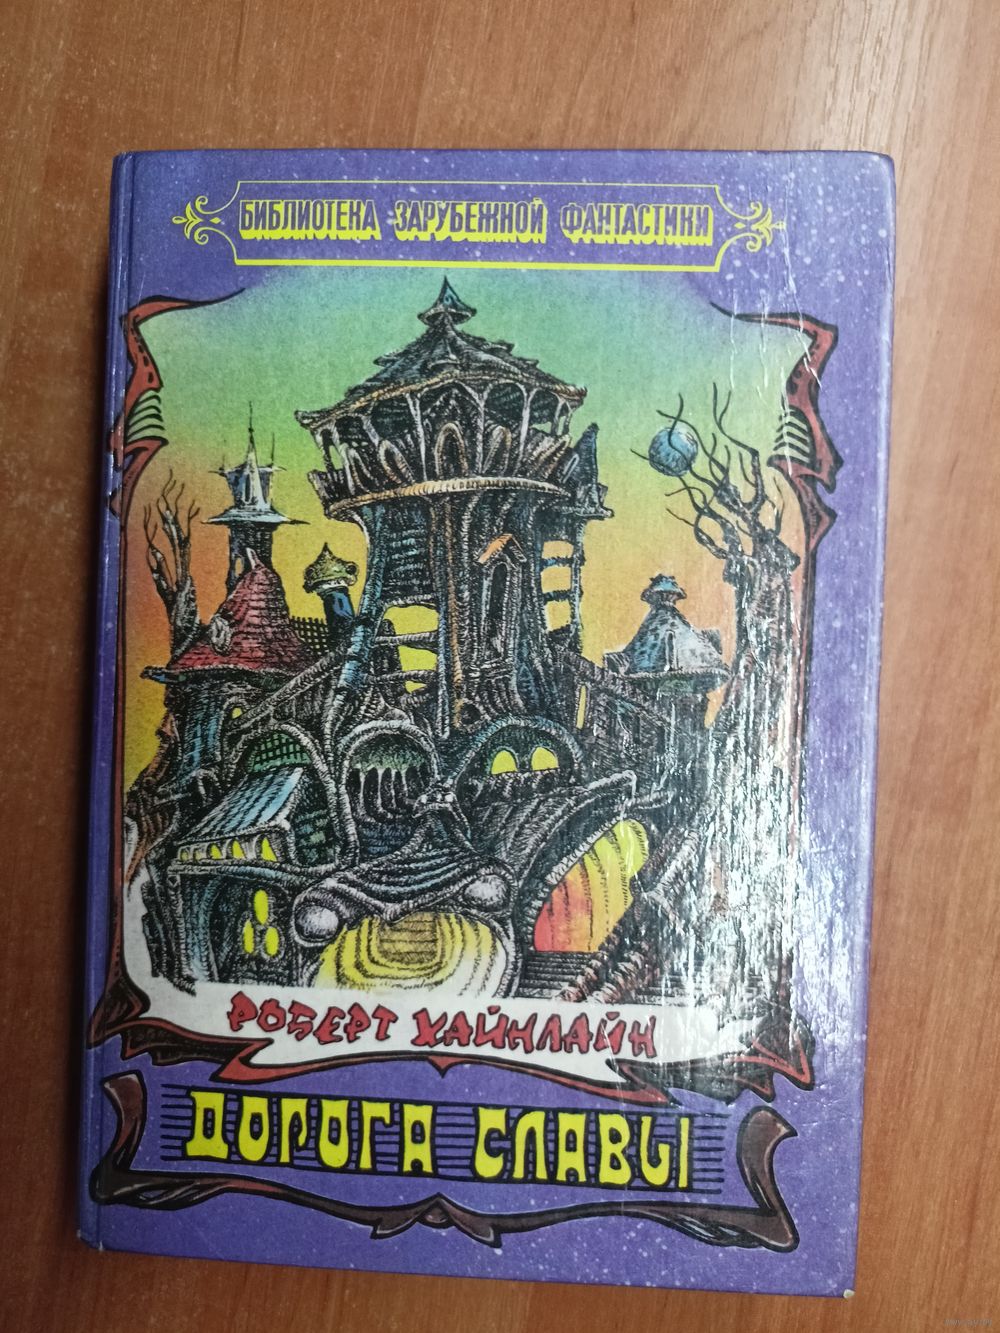 БИБЛИОТЕКА ЗАРУБЕЖНОЙ ФАНТАСТИКИ
РОБЕРТ ХАЙНЛАЙН
ДОРОГА СЛАВЫ